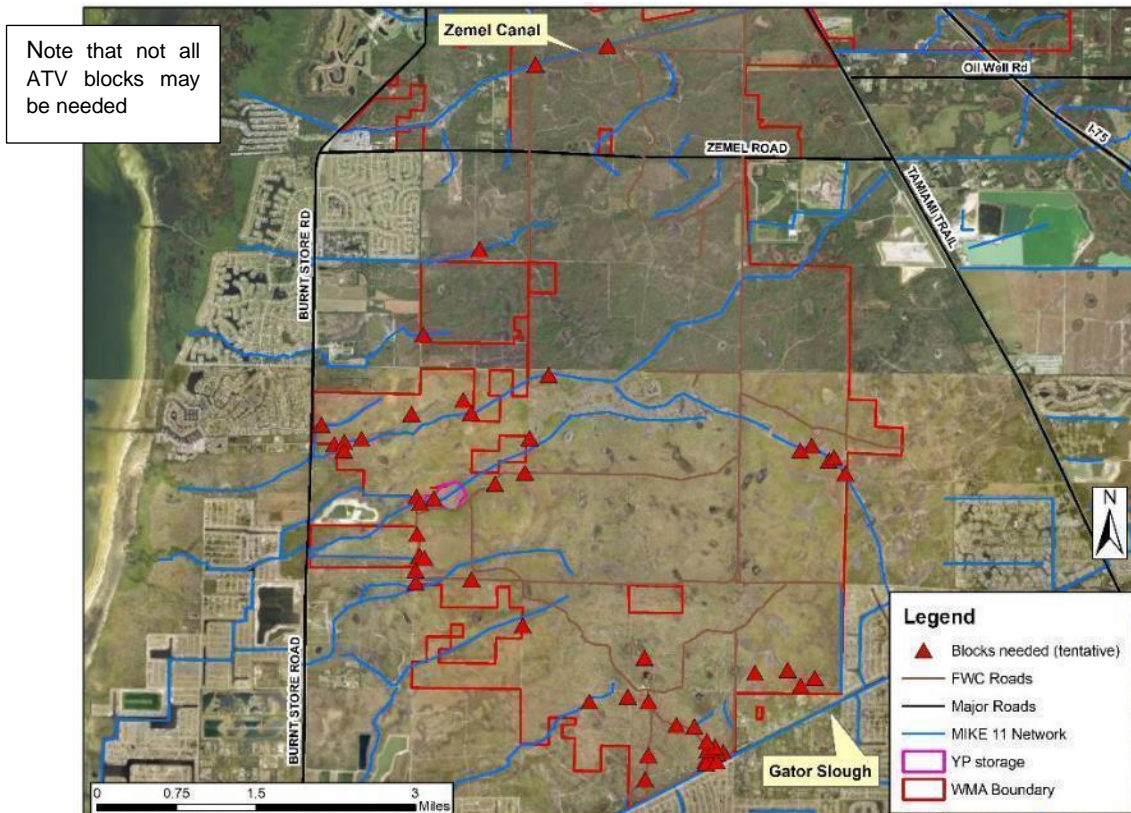 Note that not all
ATV blocks may
be needed
Zemel Canal
Oil Well Rd
I-75
ZEMEL ROAD
TAMIAMI TRAIL
BURNT STORE RD
N
BURNT STORE ROAD
Gator Slough
Legend
Blocks needed (tentative)
FWC Roads
Major Roads
MIKE 11 Network
YP storage
WMA Boundary
0 0.75 1.5 3
Miles